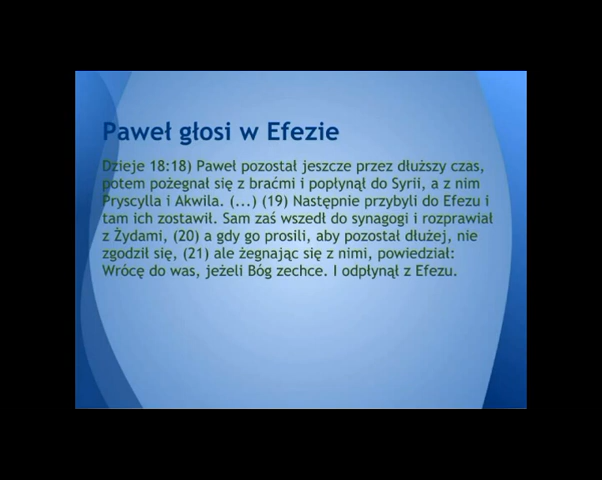 Paweł głosi w Efezie
Dzieje 18:18) Paweł pozostał jeszcze przez dłuższy czas,
potem pożegnał się z braćmi i popłynął do Syrii, a z nim
Pryscylla i Akwila. (...) (19) Następnie przybyli do Efezu i
tam ich zostawił. Sam zaś wszedł do synagogi i rozprawiał
z Żydami, (20) a gdy go prosili, aby pozostał dłużej, nie
zgodził się, (21) ale żegnając się z nimi, powiedział:
Wrócę do was, jeżeli Bóg zechce. I odpłynął z Efezu.